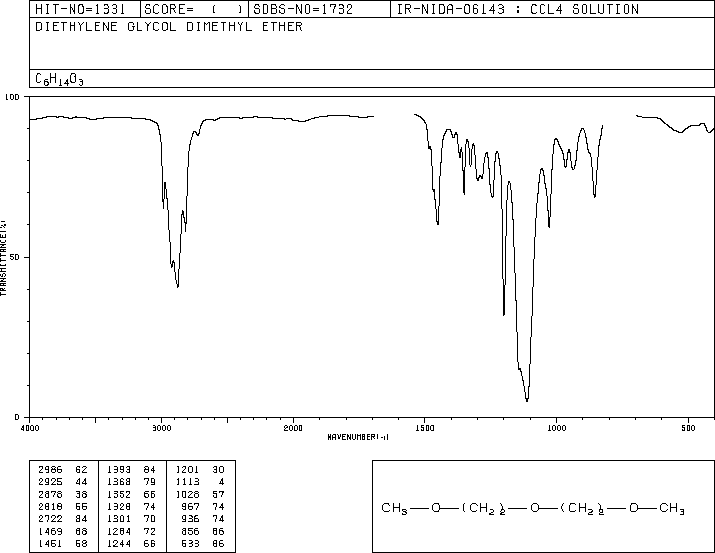 HIT-NO=1331 SCORE= ( ) SDBS-NO=1732 IR-NIDA-06143 : CCL4 SOLUTION
DIETHYLENE GLYCOL DIMETHYL ETHER
C6H14O3
100
50
0
TRANSMITTANCE(%)
4000 3000 2000 1500 1000 500
WAVENUMBER(-1)
2986 62 1393 84 1201 30
2925 44 1368 79 1113 4
2878 38 1352 66 1028 57
2818 55 1328 74 967 74
2722 84 1301 70 936 74
1469 68 1284 72 856 66
1451 58 1244 66 533 86
CH3—O—(CH2)2—O—(CH2)2—O—CH3